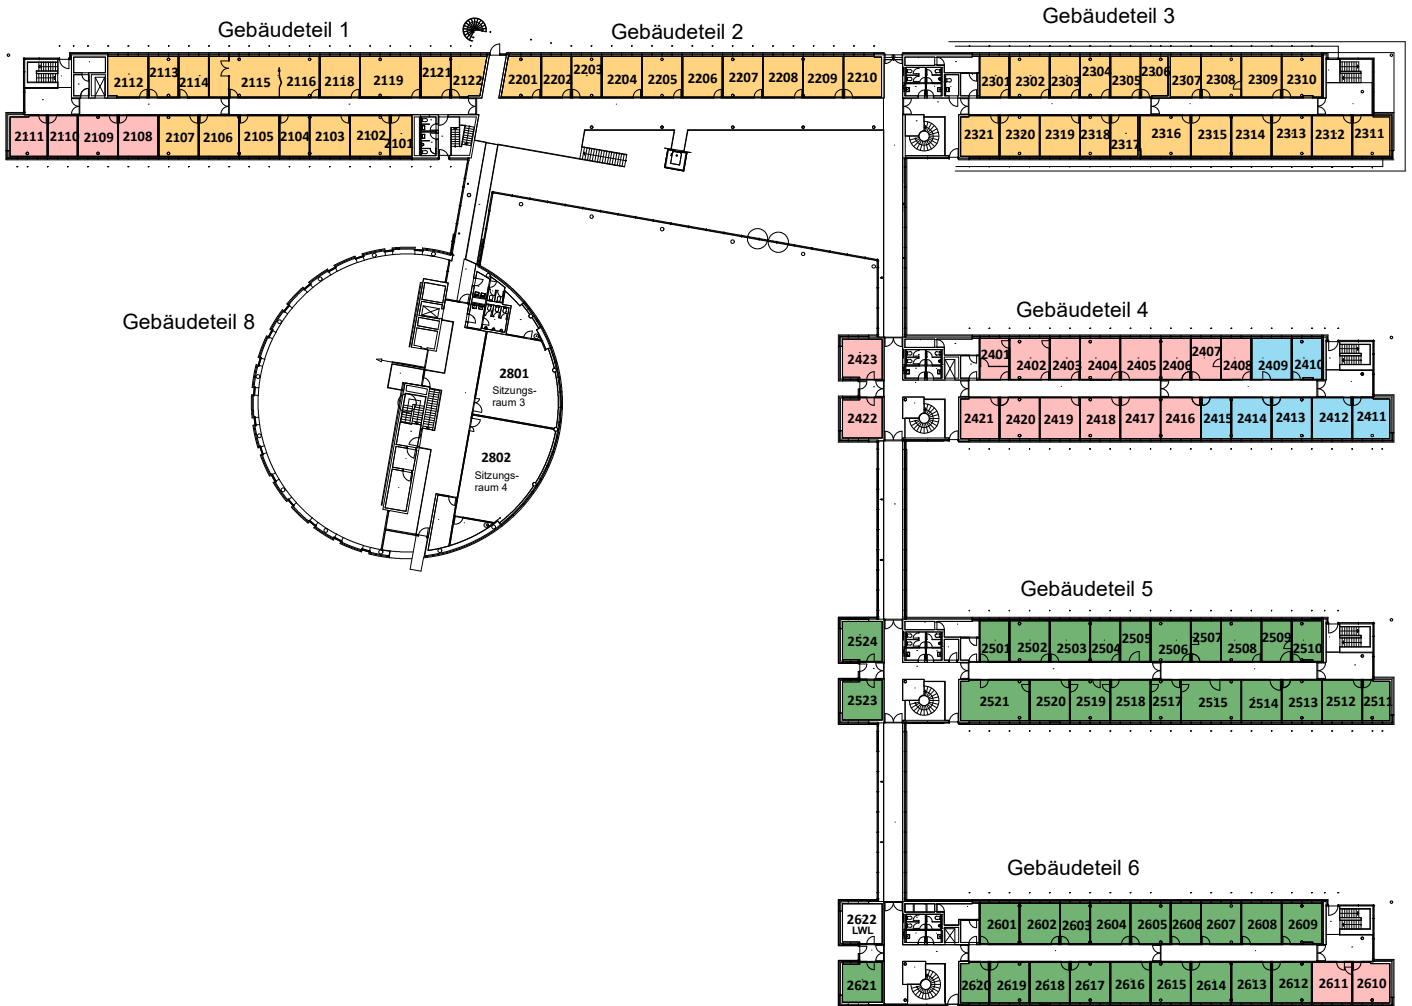 Gebäudeteil 1
Gebäudeteil 2
Gebäudeteil 3
2112 2113 2114 2115 2116 2118 2119 2121 2122
2201 2202 2203 2204 2205 2206 2207 2208 2209 2210
2301 2302 2303 2304 2305 2306 2307 2308 2309 2310
2111 2110 2109 2108 2107 2106 2105 2104 2103 2102 2101
2321 2320 2319 2318 2317 2316 2315 2314 2313 2312 2311
Gebäudeteil 8
2801
Sitzungs-
raum 3
2802
Sitzungs-
raum 4
Gebäudeteil 4
2423 2401 2402 2403 2404 2405 2406 2407 2408 2409 2410
2422 2421 2420 2419 2418 2417 2416 2415 2414 2413 2412 2411
Gebäudeteil 5
2524 2501 2502 2503 2504 2505 2506 2507 2508 2509 2510
2523 2521 2520 2519 2518 2517 2515 2514 2513 2512 2511
Gebäudeteil 6
2622
LWL
2601 2602 2603 2604 2605 2606 2607 2608 2609
2621 2620 2619 2618 2617 2616 2615 2614 2613 2612 2611 2610